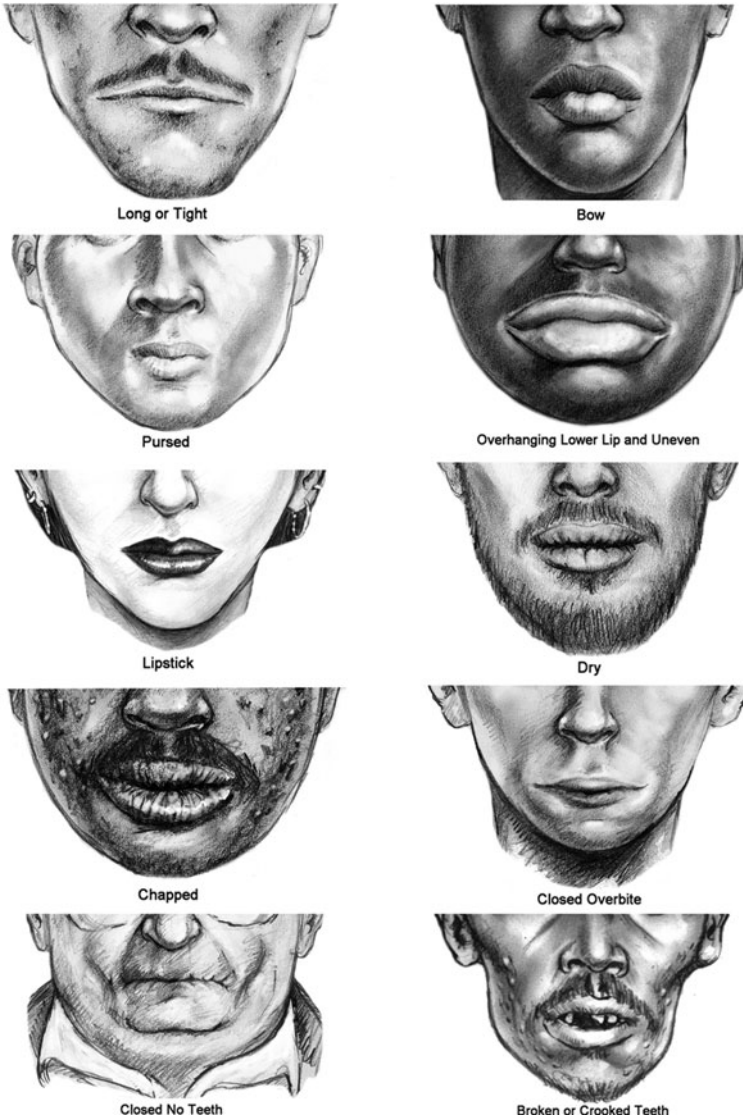 Long or Tight
Bow
Pursed
Overhanging Lower Lip and Uneven
Lipstick
Dry
Chapped
Closed Overbite
Closed No Teeth
Broken or Crooked Teeth